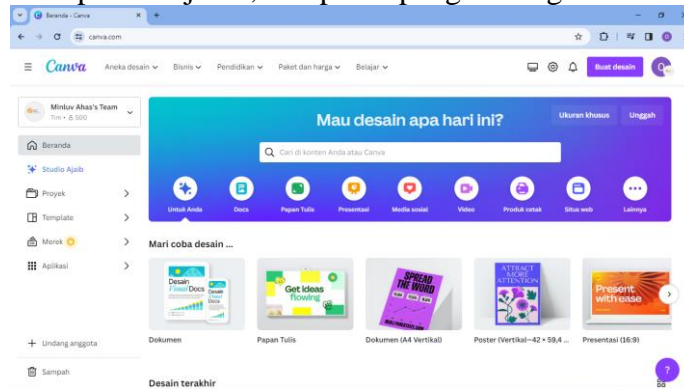 Beranda - Canva
canva.com
Canva
Aneka desain
Bisnis
Pendidikan
Paket dan harga
Belajar
Buat desain
Minluv Ahas's Team
Tim • 500
Beranda
Studio Ajaib
Proyek
Template
Merek
Aplikasi
Undang anggota
Sampah
Mau desain apa hari ini?
Ukuran khusus
Unggah
Cari di konten Anda atau Canva
Untuk Anda
Docs
Papan Tulis
Presentasi
Media sosial
Video
Produk cetak
Situs web
Lainnya
Mari coba desain ...
Desain
Visual Docs
Get ideas
flowing
SPREAD
THE WORD
ATTRACT
MORE
ATTENTION
Present
with ease
Dokumen
Papan Tulis
Dokumen (A4 Vertikal)
Poster (Vertikal—42 × 59,4 ...
Presentasi (16:9)
Desain terakhir
?